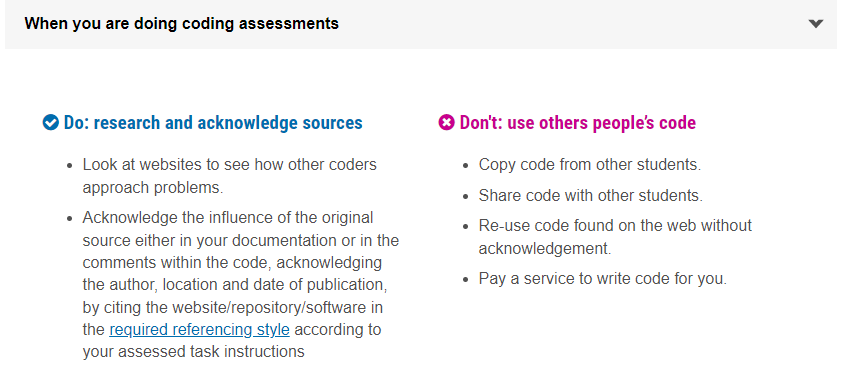 When you are doing coding assessments
Do: research and acknowledge sources
Look at websites to see how other coders
approach problems.
Acknowledge the influence of the original
source either in your documentation or in the
comments within the code, acknowledging
the author, location and date of publication,
by citing the website/repository/software in
the required referencing style according to
your assessed task instructions
Don't: use others people’s code
Copy code from other students.
Share code with other students.
Re-use code found on the web without
acknowledgement.
Pay a service to write code for you.